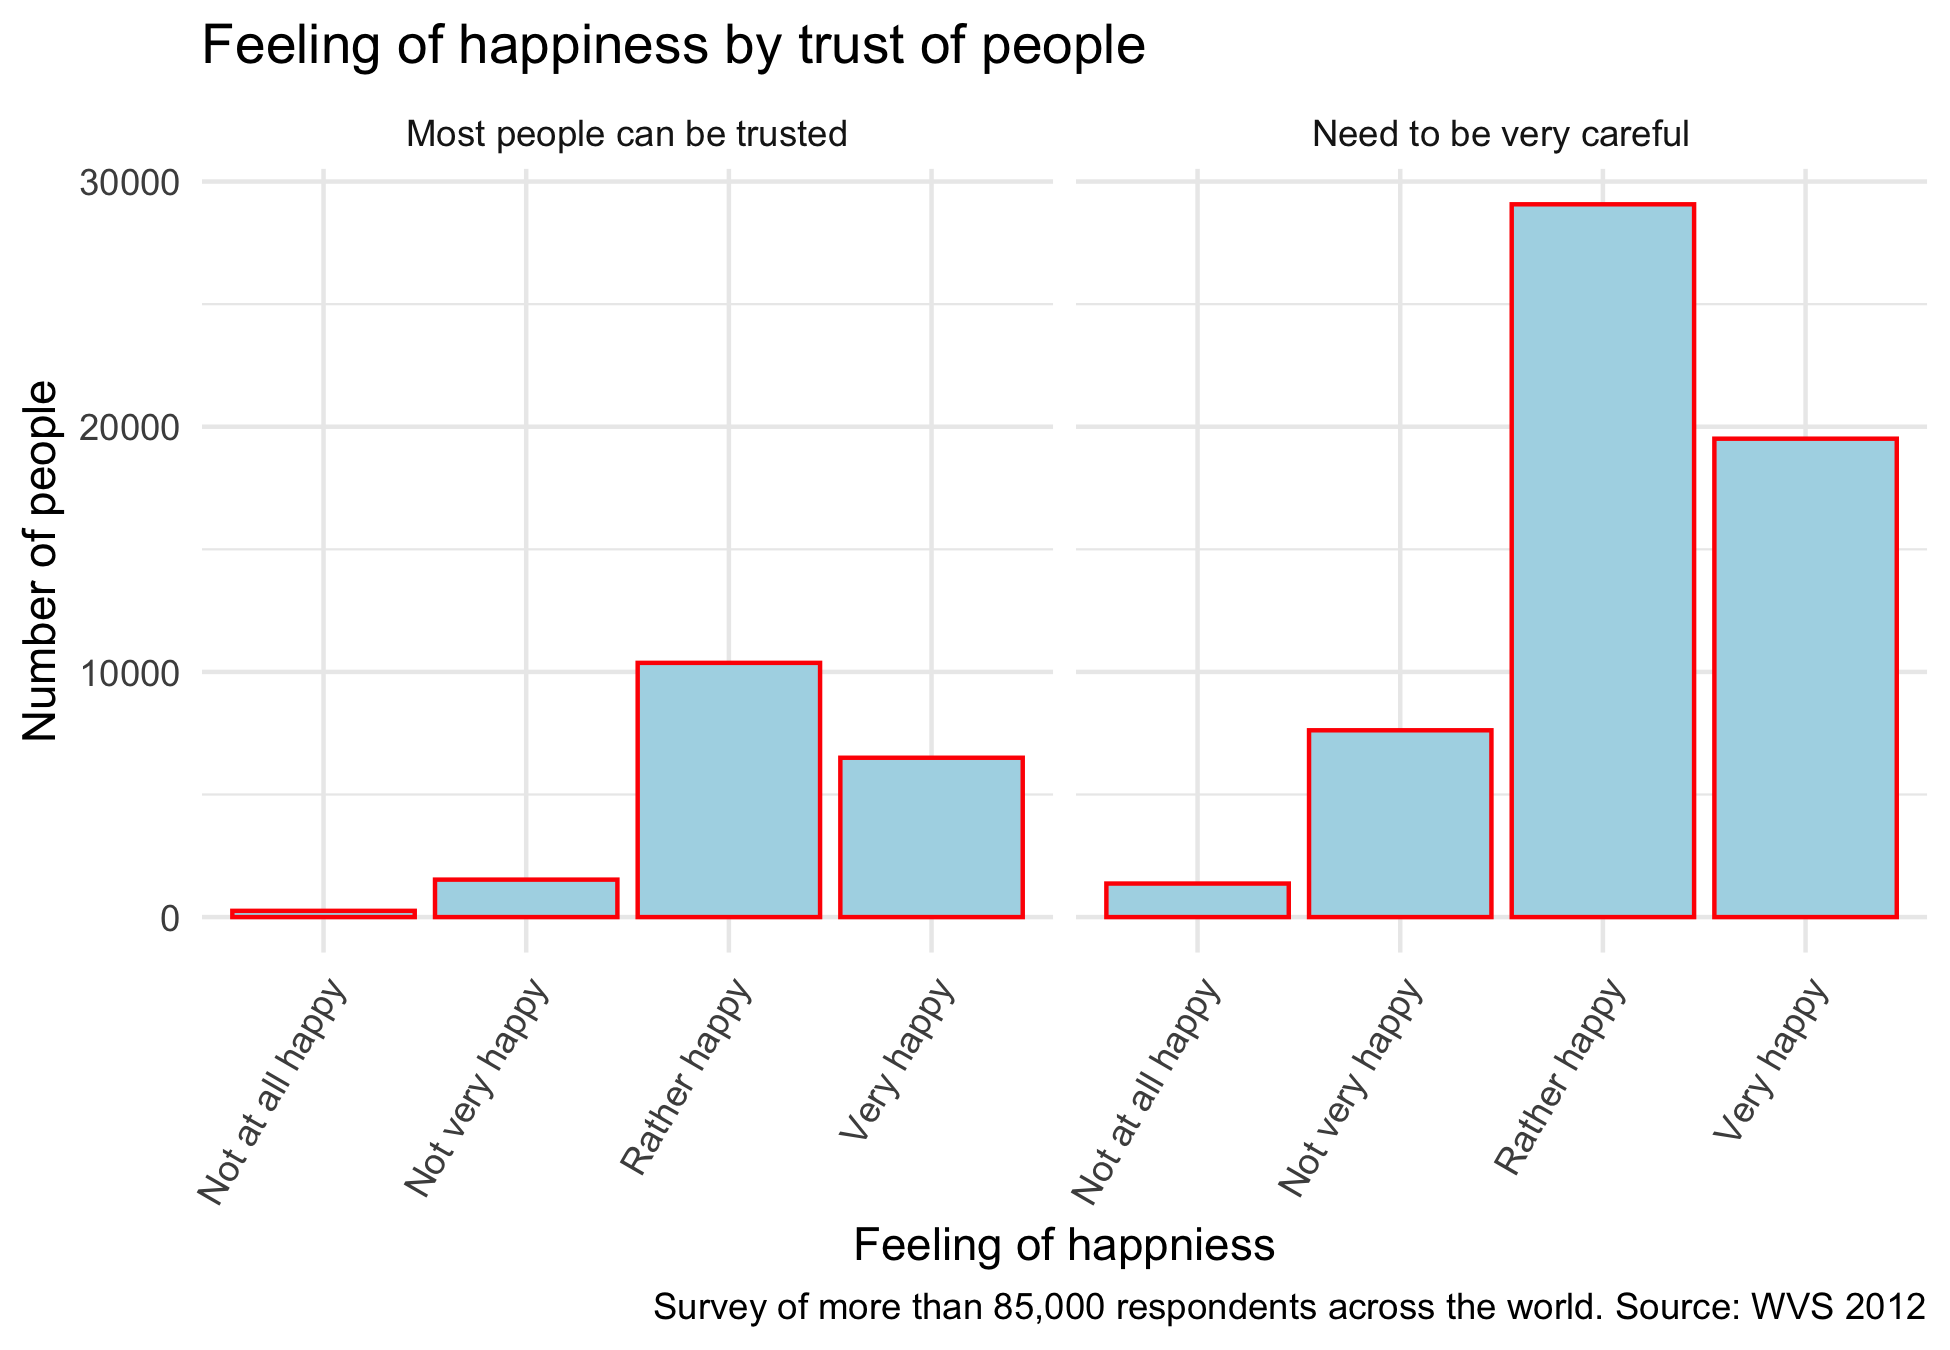 Feeling of happiness by trust of people
Most people can be trusted
Need to be very careful
Number of people
30000
20000
10000
0
Not at all happy
Not very happy
Rather happy
Very happy
Not at all happy
Not very happy
Rather happy
Very happy
Feeling of happniess
Survey of more than 85,000 respondents across the world. Source: WVS 2012